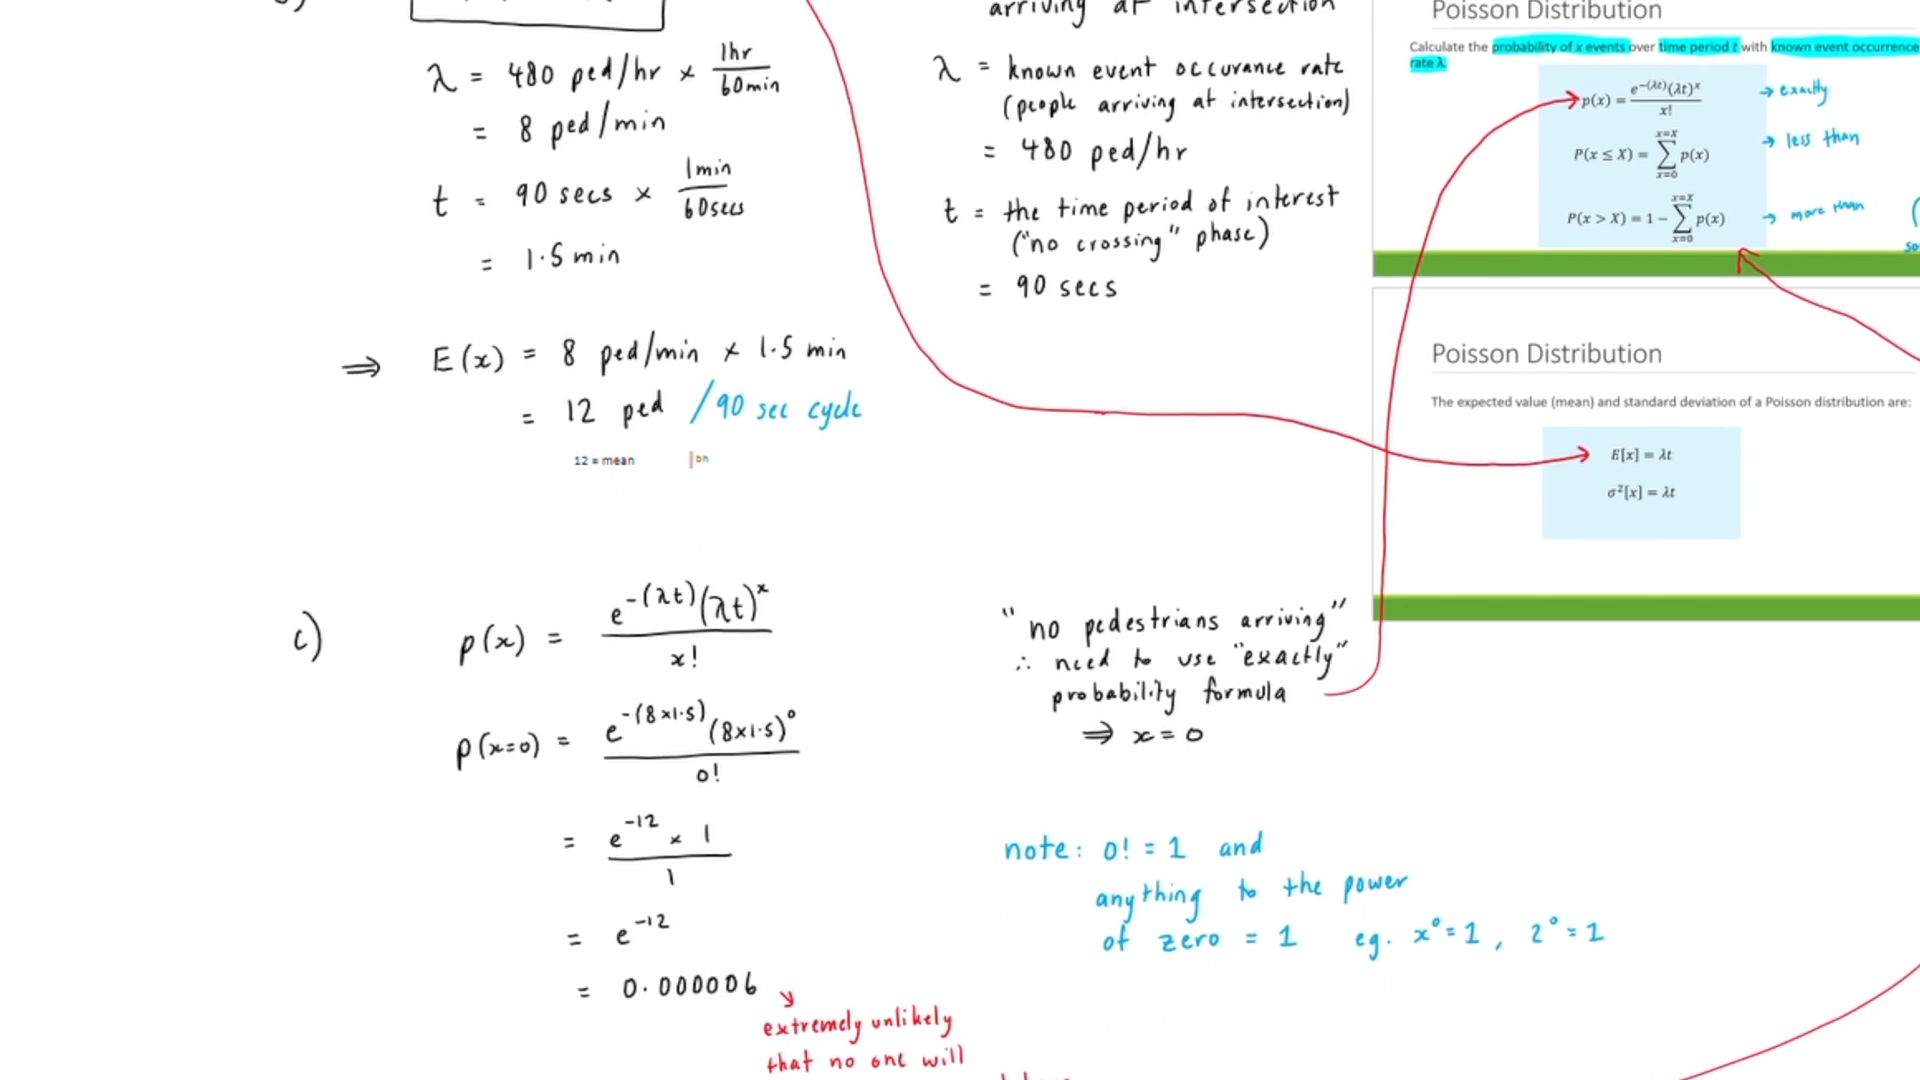 arriving at intersection
λ = 480 ped/hr × 1hr/60min
= 8 ped/min
t = 90 secs × 1min/60secs
= 1.5 min
⇒ E(x) = 8 ped/min × 1.5 min
= 12 ped /90 sec cycle
12 = mean
λ = known event occurance rate
(people arriving at intersection)
= 480 ped/hr
t = the time period of interest
("no crossing" phase)
= 90 secs
Poisson Distribution
Calculate the probability of x events over time period t with known event occurrence
rate λ.
p(x) = e^-(λt)(λt)^x / x! → exactly
P(x ≤ X) = ∑_{x=0}^{x=X} p(x) → less than
P(x > X) = 1 − ∑_{x=0}^{x=X} p(x) → more than
Poisson Distribution
The expected value (mean) and standard deviation of a Poisson distribution are:
E[x] = λt
σ²[x] = λt
c) p(x) = e^-(λt)(λt)^x / x!
p(x=0) = e^-(8×1.5)(8×1.5)^0 / 0!
= e^-12 × 1 / 1
= e^-12
= 0.000006
extremely unlikely
that no one will
"no pedestrians arriving"
∴ need to use "exactly"
probability formula
⇒ x = 0
note: 0! = 1 and
anything to the power
of zero = 1 eg. x° = 1, 2° = 1